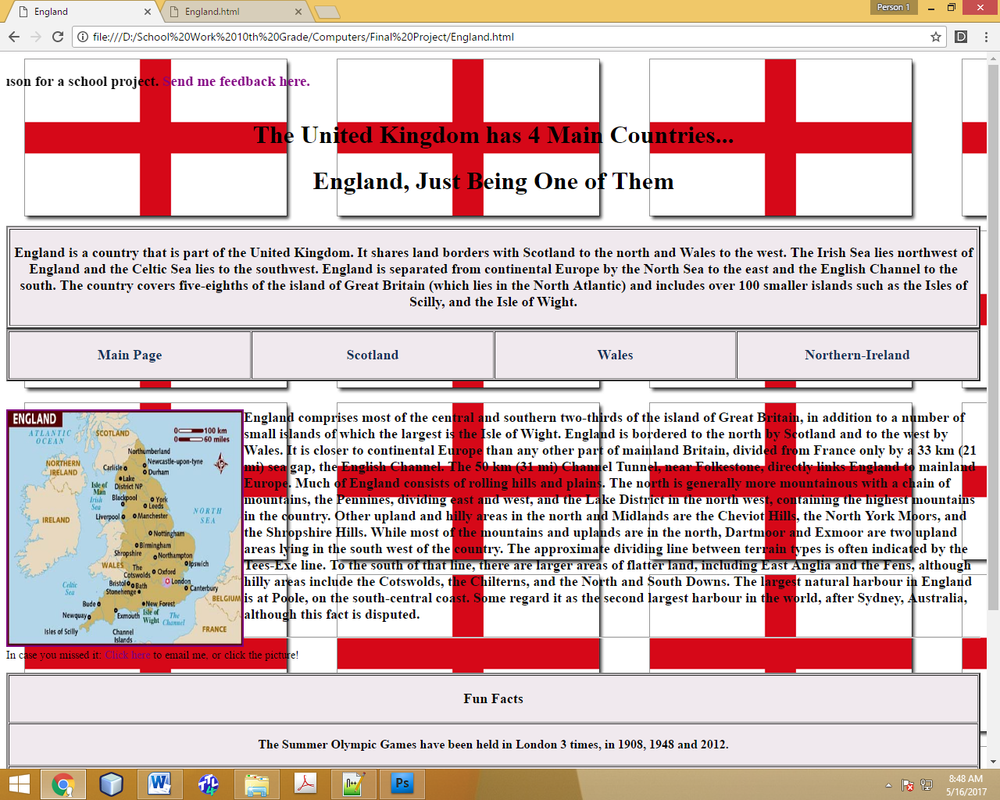 Person 1
England
England.html
file:///D:/School%20Work%2010th%20Grade/Computers/Final%20Project/England.html
son for a school project. Send me feedback here.
The United Kingdom has 4 Main Countries...
England, Just Being One of Them
England is a country that is part of the United Kingdom. It shares land borders with Scotland to the north and Wales to the west. The Irish Sea lies northwest of
England and the Celtic Sea lies to the southwest. England is separated from continental Europe by the North Sea to the east and the English Channel to the
south. The country covers five-eighths of the island of Great Britain (which lies in the North Atlantic) and includes over 100 smaller islands such as the Isles of
Scilly, and the Isle of Wight.
Main Page
Scotland
Wales
Northern-Ireland
ENGLAND
ATLANTIC
OCEAN
SCOTLAND
0 100 km
0 60 miles
Northumberland
NORTHERN
IRELAND
Carlisle
Newcastle-upon-tyne
Durham
Lake
District NP
Isle of
Man
Irish
Sea
Blackpool
York
Leeds
IRELAND
Liverpool
Manchester
NORTH
SEA
Nottingham
Birmingham
Shropshire
Northampton
WALES
The
Cotswolds
Ipswich
Oxford
London
Celtic
Sea
Bristol
Bath
Stonehenge
Canterbury
BELGIUM
Bude
New Forest
Newquay
Exmouth
Isle of
Wight
The
Channel
Isles of Scilly
Channel
Islands
FRANCE
England comprises most of the central and southern two-thirds of the island of Great Britain, in addition to a number of
small islands of which the largest is the Isle of Wight. England is bordered to the north by Scotland and to the west by
Wales. It is closer to continental Europe than any other part of mainland Britain, divided from France only by a 33 km (21
mi) sea gap, the English Channel. The 50 km (31 mi) Channel Tunnel, near Folkestone, directly links England to mainland
Europe. Much of England consists of rolling hills and plains. The north is generally more mountainous with a chain of
mountains, the Pennines, dividing east and west, and the Lake District in the north west, containing the highest mountains
in the country. Other upland and hilly areas in the north and Midlands are the Cheviot Hills, the North York Moors, and
the Shropshire Hills. While most of the mountains and uplands are in the north, Dartmoor and Exmoor are two upland
areas lying in the south west of the country. The approximate dividing line between terrain types is often indicated by the
Tees-Exe line. To the south of that line, there are larger areas of flatter land, including East Anglia and the Fens, although
hilly areas include the Cotswolds, the Chilterns, and the North and South Downs. The largest natural harbour in England
is at Poole, on the south-central coast. Some regard it as the second largest harbour in the world, after Sydney, Australia,
although this fact is disputed.
In case you missed it: Click here to email me, or click the picture!
Fun Facts
The Summer Olympic Games have been held in London 3 times, in 1908, 1948 and 2012.
8:48 AM
5/16/2017